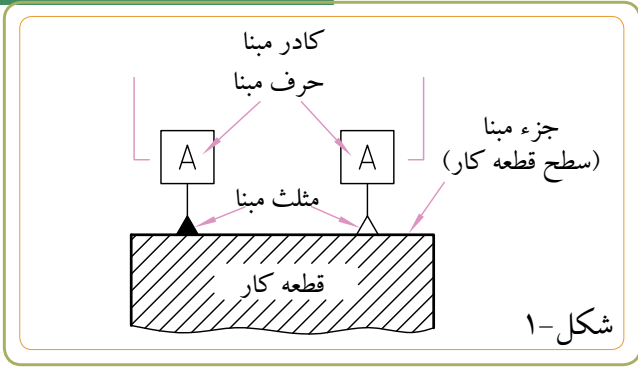 کادر مبنا
حرف مبنا
A
A
جزء مبنا
(سطح قطعه کار)
مثلث مبنا
قطعه کار
شکل-۱